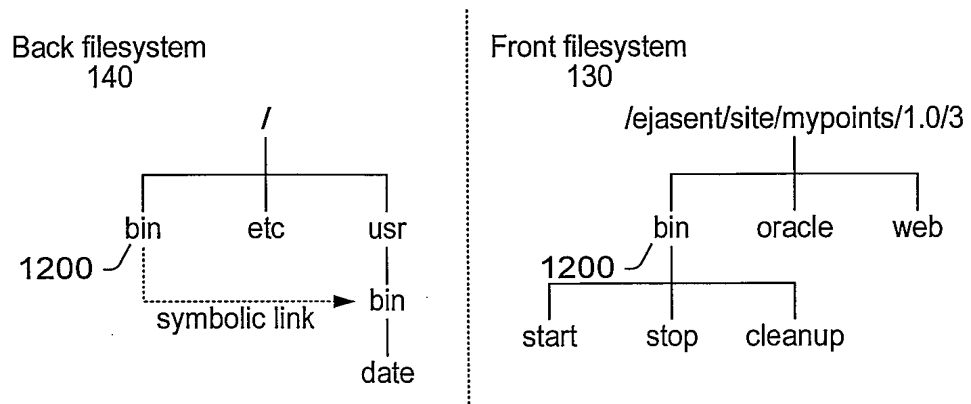 Back filesystem
140
/
bin
etc
usr
1200
symbolic link
bin
date
Front filesystem
130
/ejasent/site/mypoints/1.0/3
bin
oracle
web
1200
start
stop
cleanup